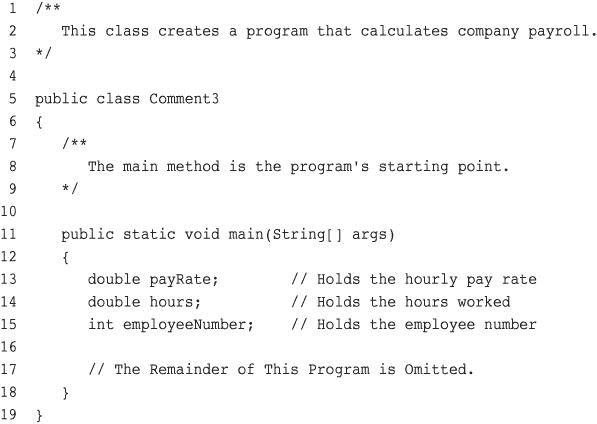 1 /**
2    This class creates a program that calculates company payroll.
3 */
4
5 public class Comment3
6 {
7    /**
8       The main method is the program's starting point.
9    */
10
11    public static void main(String[] args)
12    {
13       double payRate;        // Holds the hourly pay rate
14       double hours;          // Holds the hours worked
15       int employeeNumber;    // Holds the employee number
16
17       // The Remainder of This Program is Omitted.
18    }
19 }